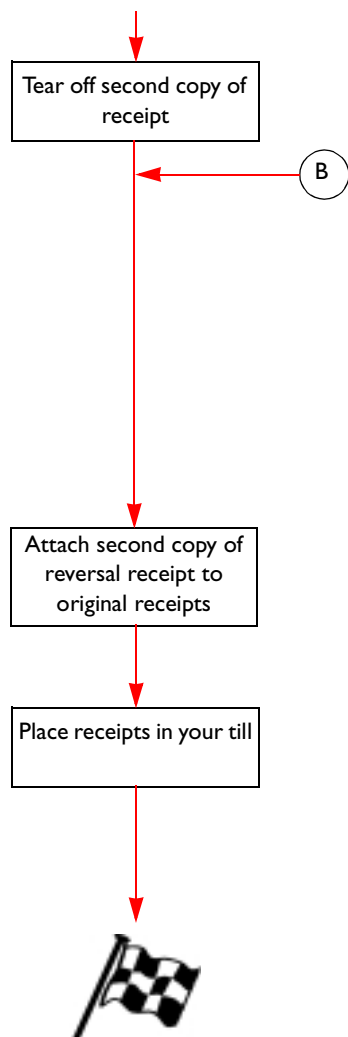 Tear off second copy of
receipt
B
Attach second copy of
reversal receipt to
original receipts
Place receipts in your till